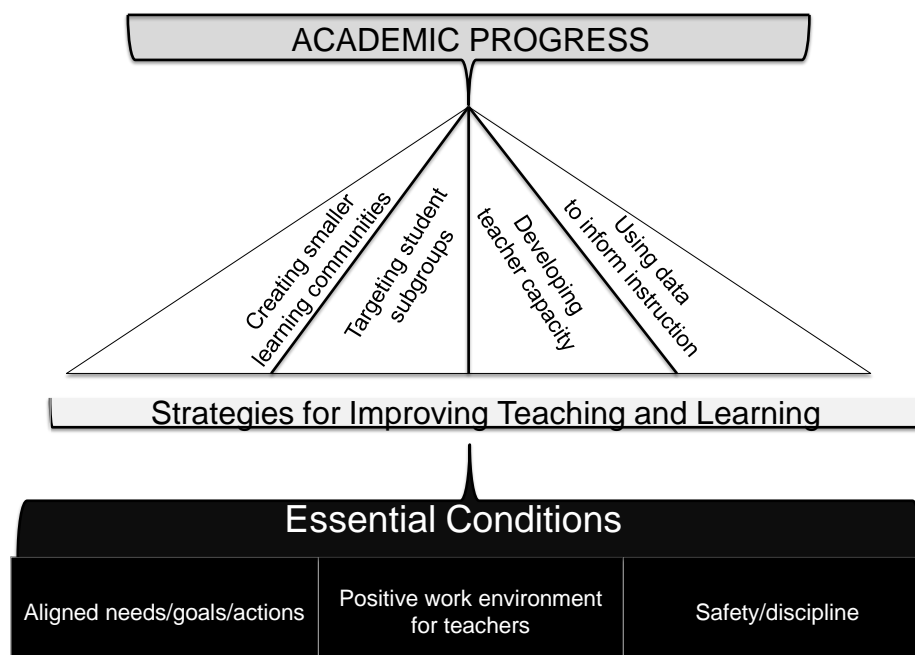 ACADEMIC PROGRESS
Creating smaller
learning communities
Targeting student
subgroups
Developing
teacher capacity
Using data
to inform instruction
Strategies for Improving Teaching and Learning
Essential Conditions
Aligned needs/goals/actions
Positive work environment
for teachers
Safety/discipline